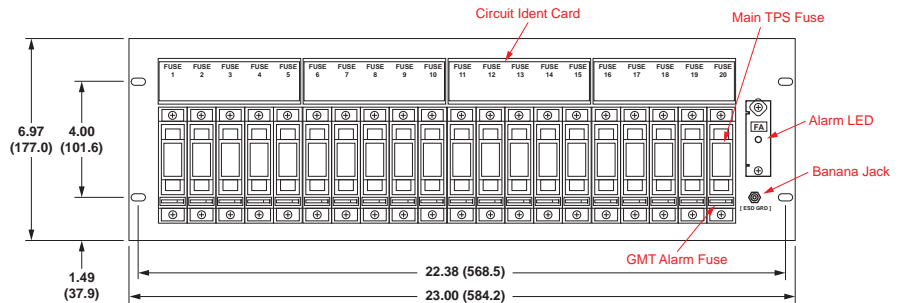 Circuit Ident Card
Main TPS Fuse
FUSE FUSE FUSE FUSE FUSE FUSE FUSE FUSE FUSE FUSE FUSE FUSE FUSE FUSE FUSE FUSE FUSE FUSE FUSE FUSE
1 2 3 4 5 6 7 8 9 10 11 12 13 14 15 16 17 18 19 20
6.97
(177.0)
4.00
(101.6)
FA
Alarm LED
Banana Jack
[ ESD GRD ]
GMT Alarm Fuse
1.49
(37.9)
22.38 (568.5)
23.00 (584.2)